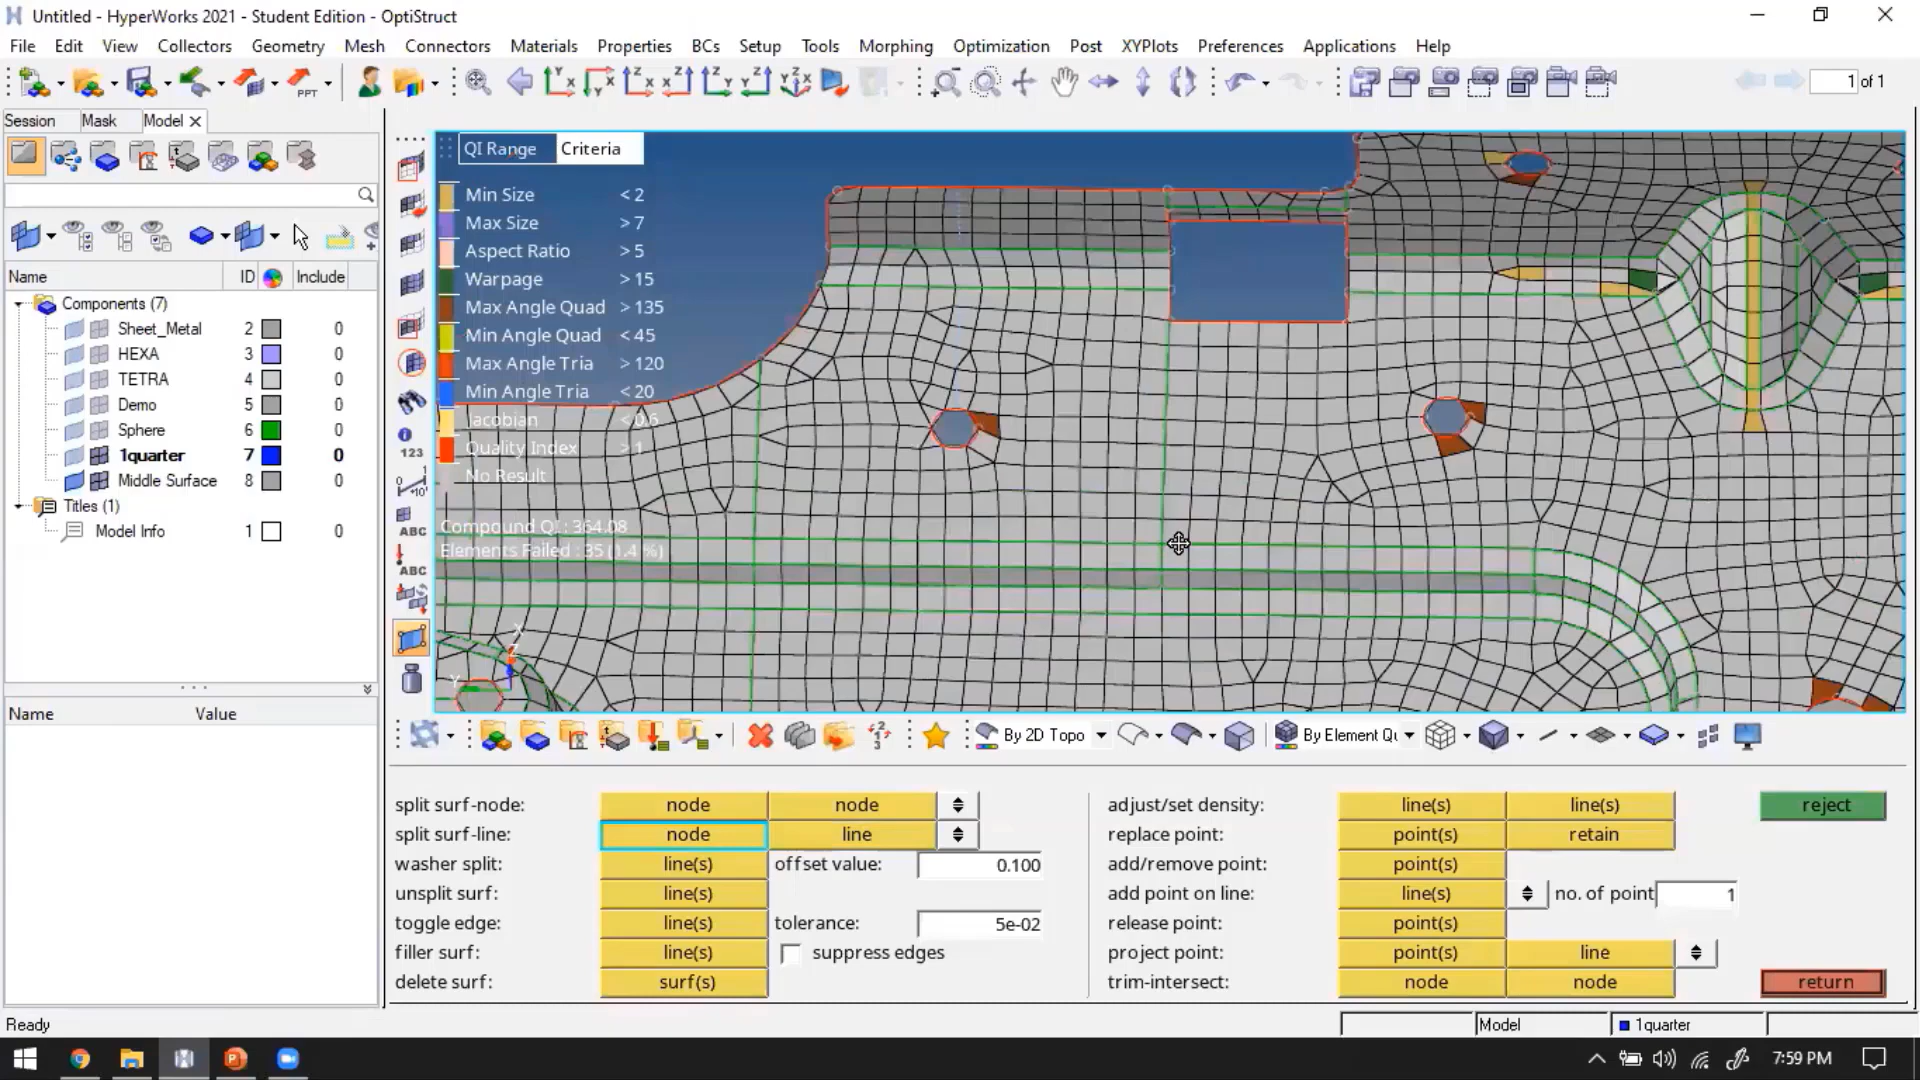 Untitled - HyperWorks 2021 - Student Edition - OptiStruct
File Edit View Collectors Geometry Mesh Connectors Materials Properties BCs Setup Tools Morphing Optimization Post XYPlots Preferences Applications Help
PPT
1 of 1
Session Mask Model
QI Range Criteria
Min Size < 2
Max Size > 7
Aspect Ratio > 5
Warpage > 15
Max Angle Quad > 135
Min Angle Quad < 45
Max Angle Tria > 120
Min Angle Tria < 20
Jacobian < 0.6
Quality Index > 1
No Result
Compound QI : 364.08
Elements Failed : 35 (1.4 %)
Name ID Include
Components (7)
Sheet_Metal 2 0
HEXA 3 0
TETRA 4 0
Demo 5 0
Sphere 6 0
1quarter 7 0
Middle Surface 8 0
Titles (1)
Model Info 1 0
Name Value
123
ABC
ABC
X
Z
Y
By 2D Topo
By Element Qu
split surf-node: node node
split surf-line: node line
washer split: line(s) offset value: 0.100
unsplit surf: line(s)
toggle edge: line(s) tolerance: 5e-02
filler surf: line(s) suppress edges
delete surf: surf(s)
adjust/set density: line(s) line(s)
replace point: point(s) retain
add/remove point: point(s)
add point on line: line(s) no. of point 1
release point: point(s)
project point: point(s) line
trim-intersect: node node
reject
return
Ready
Model
1quarter
7:59 PM